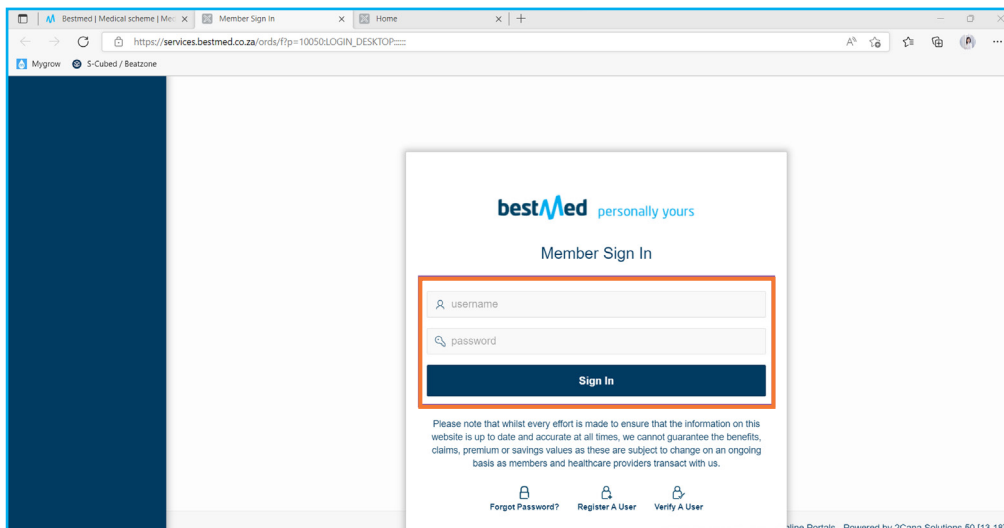 Bestmed | Medical scheme | Med
Member Sign In
Home
https://services.bestmed.co.za/ords/f?p=10050:LOGIN_DESKTOP::::::
Mygrow
S-Cubed / Beatzone
bestMed personally yours
Member Sign In
username
password
Sign In
Please note that whilst every effort is made to ensure that the information on this
website is up to date and accurate at all times, we cannot guarantee the benefits,
claims, premium or savings values as these are subject to change on an ongoing
basis as members and healthcare providers transact with us.
Forgot Password? Register A User Verify A User
Portals - Powered by 2Cana Solutions